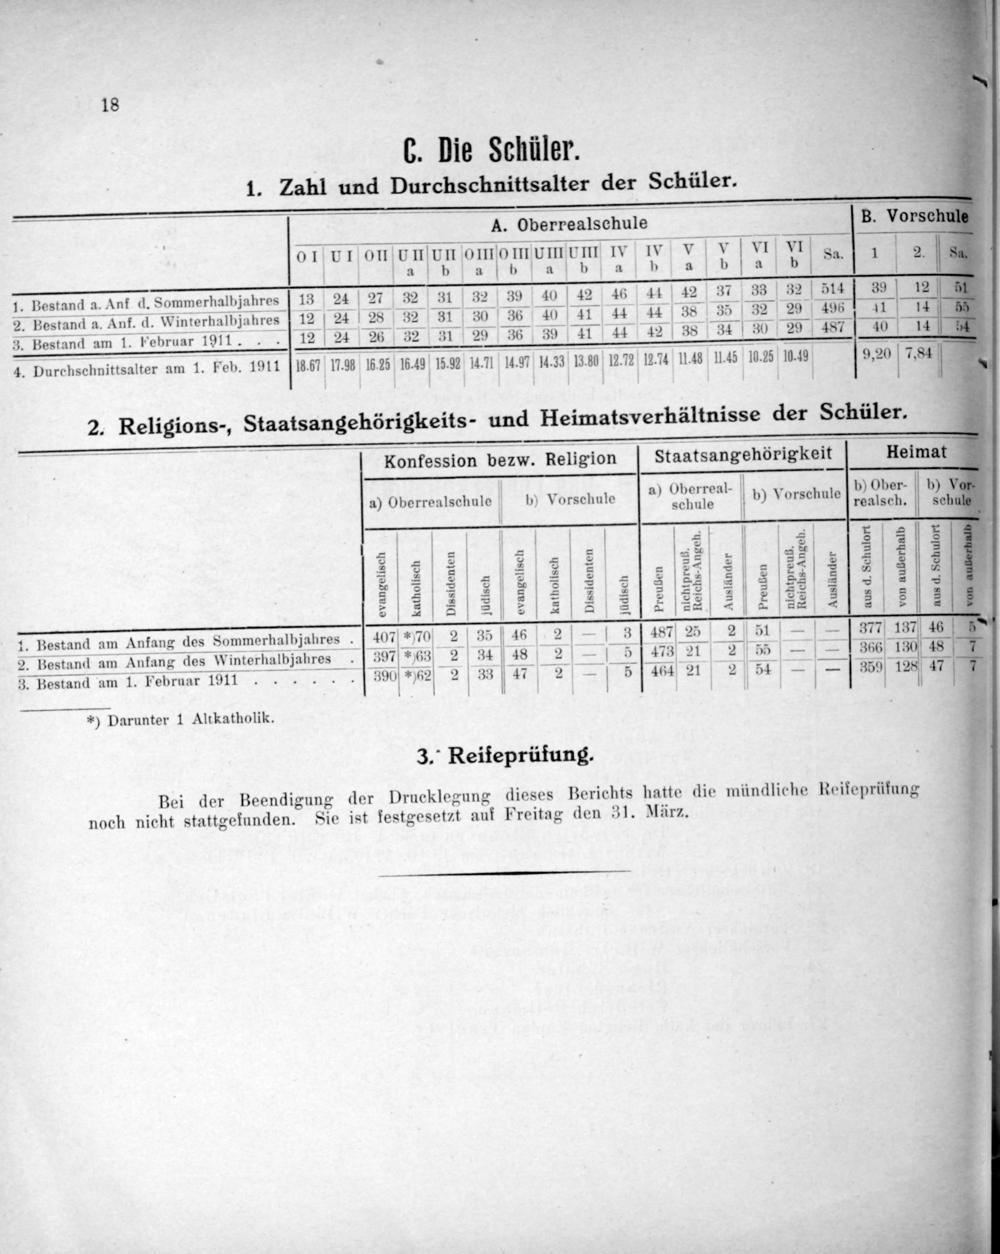 18
C. Die Schüler.
1. Zahl und Durchschnittsalter der Schüler.
A. Oberrealschule B. Vorschule
O I U I O II U II a U II b O III a O III b U III a U III b IV a IV b V a V b VI a VI b Sa. 1 2. Sa.
1. Bestand a. Anf d. Sommerhalbjahres 13 24 27 32 31 32 39 40 42 46 44 42 37 33 32 514 39 12 51
2. Bestand a. Anf. d. Winterhalbjahres 12 24 28 32 31 30 36 40 41 44 44 38 35 32 29 496 41 14 55
3. Bestand am 1. Februar 1911 . . . 12 24 26 32 31 29 36 39 41 44 42 38 34 30 29 487 40 14 54
4. Durchschnittsalter am 1. Feb. 1911 18.67 17.98 16.25 16.49 15.92 14.71 14.97 14.33 13.80 12.72 12.74 11.48 11.45 10.25 10.49 9,20 7,84
2. Religions-, Staatsangehörigkeits- und Heimatsverhältnisse der Schüler.
Konfession bezw. Religion Staatsangehörigkeit Heimat
a) Oberrealschule b) Vorschule a) Oberreal-schule b) Vorschule b) Ober-realsch. b) Vor-schule
evangelisch katholisch Dissidenten jüdisch evangelisch katholisch Dissidenten jüdisch Preußen nichtpreuß. Reichs-Angeh. Ausländer Preußen nichtpreuß. Reichs-Angeh. Ausländer aus d. Schulort von außerhalb aus d. Schulort von außerhalb
1. Bestand am Anfang des Sommerhalbjahres . 407 *)70 2 35 46 2 — 3 487 25 2 51 — — 377 137 46 5
2. Bestand am Anfang des Winterhalbjahres . 397 *)63 2 34 48 2 — 5 473 21 2 55 — — 366 130 48 7
3. Bestand am 1. Februar 1911 . . . . . . 390 *)62 2 33 47 2 — 5 464 21 2 54 — — 359 128 47 7
*) Darunter 1 Altkatholik.
3. Reifeprüfung.
Bei der Beendigung der Drucklegung dieses Berichts hatte die mündliche Reifeprüfung
noch nicht stattgefunden. Sie ist festgesetzt auf Freitag den 31. März.